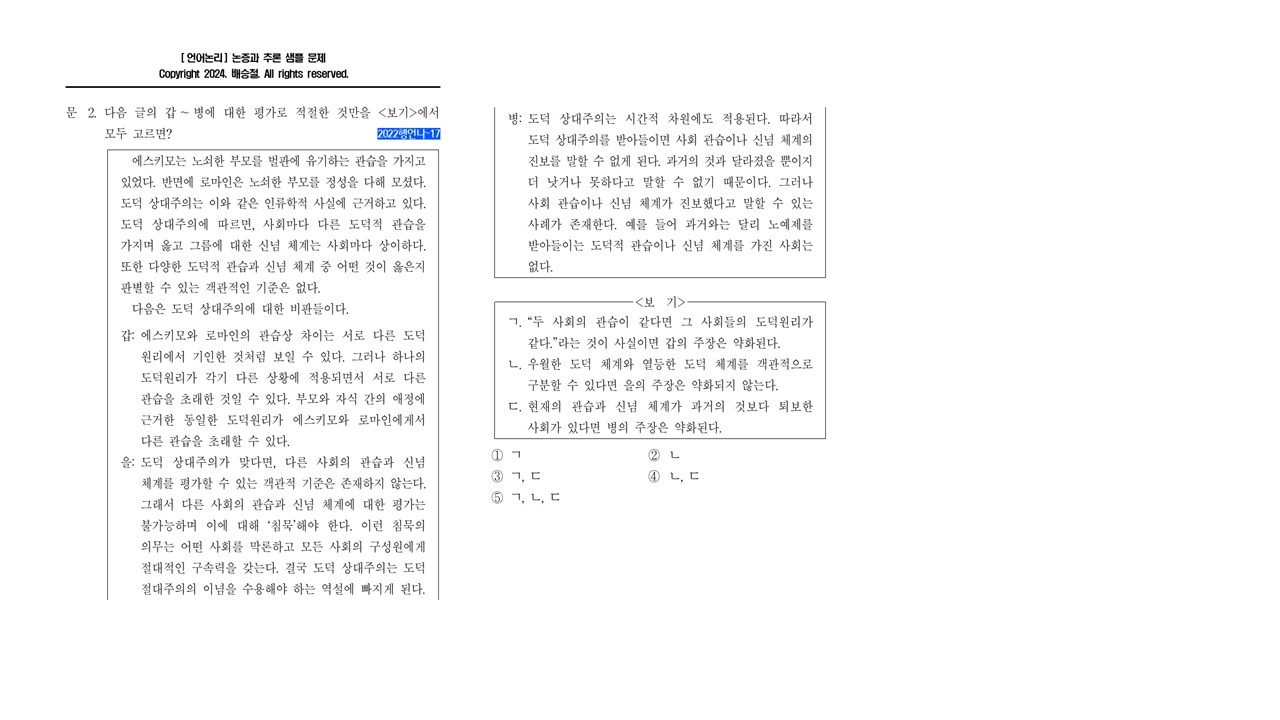 [언어논리] 논증과 추론 샘플 문제
Copyright 2024. 배승철. All rights reserved.
문 2. 다음 글의 갑~병에 대한 평가로 적절한 것만을 <보기>에서
모두 고르면?
2022행언나-17
에스키모는 노쇠한 부모를 벌판에 유기하는 관습을 가지고
있었다. 반면에 로마인은 노쇠한 부모를 정성을 다해 모셨다.
도덕 상대주의는 이와 같은 인류학적 사실에 근거하고 있다.
도덕 상대주의에 따르면, 사회마다 다른 도덕적 관습을
가지며 옳고 그름에 대한 신념 체계는 사회마다 상이하다.
또한 다양한 도덕적 관습과 신념 체계 중 어떤 것이 옳은지
판별할 수 있는 객관적인 기준은 없다.
다음은 도덕 상대주의에 대한 비판들이다.
갑: 에스키모와 로마인의 관습상 차이는 서로 다른 도덕
원리에서 기인한 것처럼 보일 수 있다. 그러나 하나의
도덕원리가 각기 다른 상황에 적용되면서 서로 다른
관습을 초래한 것일 수 있다. 부모와 자식 간의 애정에
근거한 동일한 도덕원리가 에스키모와 로마인에게서
다른 관습을 초래할 수 있다.
을: 도덕 상대주의가 맞다면, 다른 사회의 관습과 신념
체계를 평가할 수 있는 객관적 기준은 존재하지 않는다.
그래서 다른 사회의 관습과 신념 체계에 대한 평가는
불가능하며 이에 대해 '침묵'해야 한다. 이런 침묵의
의무는 어떤 사회를 막론하고 모든 사회의 구성원에게
절대적인 구속력을 갖는다. 결국 도덕 상대주의는 도덕
절대주의의 이념을 수용해야 하는 역설에 빠지게 된다.
병: 도덕 상대주의는 시간적 차원에도 적용된다. 따라서
도덕 상대주의를 받아들이면 사회 관습이나 신념 체계의
진보를 말할 수 없게 된다. 과거의 것과 달라졌을 뿐이지
더 낫거나 못하다고 말할 수 없기 때문이다. 그러나
사회 관습이나 신념 체계가 진보했다고 말할 수 있는
사례가 존재한다. 예를 들어 과거와는 달리 노예제를
받아들이는 도덕적 관습이나 신념 체계를 가진 사회는
없다.
<보 기>
ㄱ. "두 사회의 관습이 같다면 그 사회들의 도덕원리가
같다."라는 것이 사실이면 갑의 주장은 약화된다.
ㄴ. 우월한 도덕 체계와 열등한 도덕 체계를 객관적으로
구분할 수 있다면 을의 주장은 약화되지 않는다.
ㄷ. 현재의 관습과 신념 체계가 과거의 것보다 퇴보한
사회가 있다면 병의 주장은 약화된다.
① ㄱ ② ㄴ
③ ㄱ, ㄷ ④ ㄴ, ㄷ
⑤ ㄱ, ㄴ, ㄷ